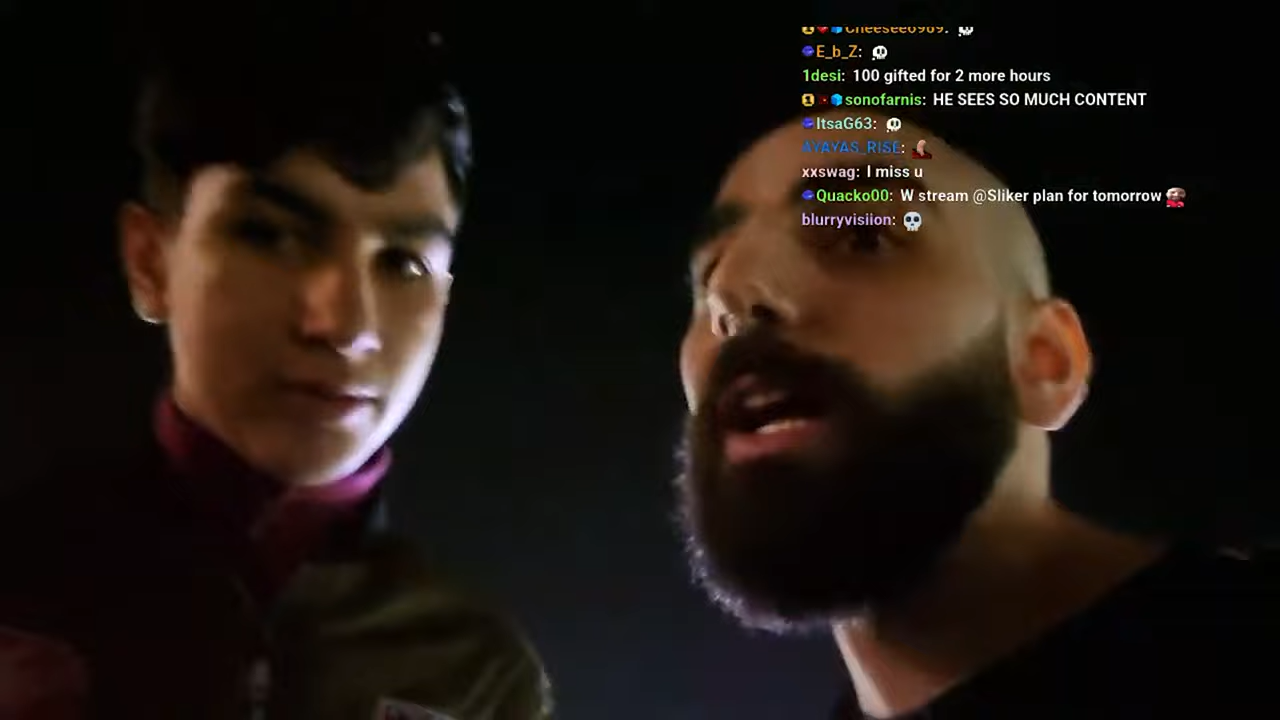 Cheese6969:
E_b_Z:
1desi: 100 gifted for 2 more hours
sonofarnis: HE SEES SO MUCH CONTENT
ItsaG63:
AYAYAS_RISE:
xxswag: I miss u
Quacko00: W stream @Sliker plan for tomorrow
blurryvisiion: